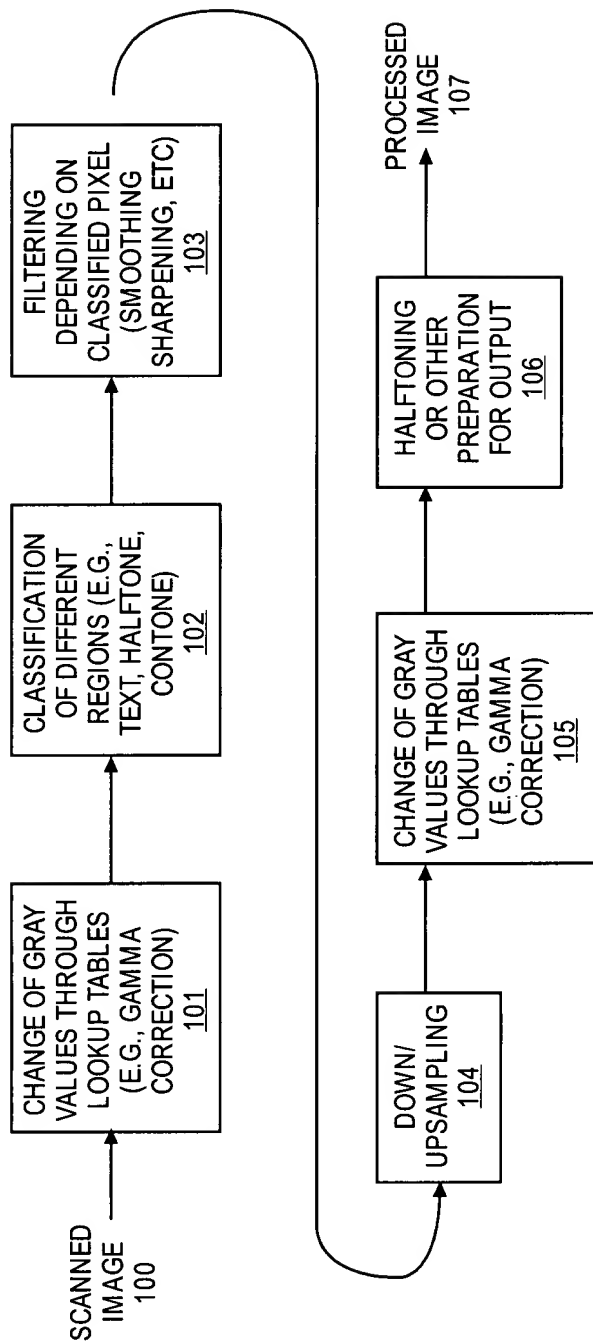 SCANNED
IMAGE
100
CHANGE OF GRAY
VALUES THROUGH
LOOKUP TABLES
(E.G., GAMMA
CORRECTION)
101
CLASSIFICATION
OF DIFFERENT
REGIONS (E.G.,
TEXT, HALFTONE,
CONTONE)
102
FILTERING
DEPENDING ON
CLASSIFIED PIXEL
(SMOOTHING
SHARPENING, ETC)
103
DOWN/
UPSAMPLING
104
CHANGE OF GRAY
VALUES THROUGH
LOOKUP TABLES
(E.G., GAMMA
CORRECTION)
105
HALFTONING
OR OTHER
PREPARATION
FOR OUTPUT
106
PROCESSED
IMAGE
107